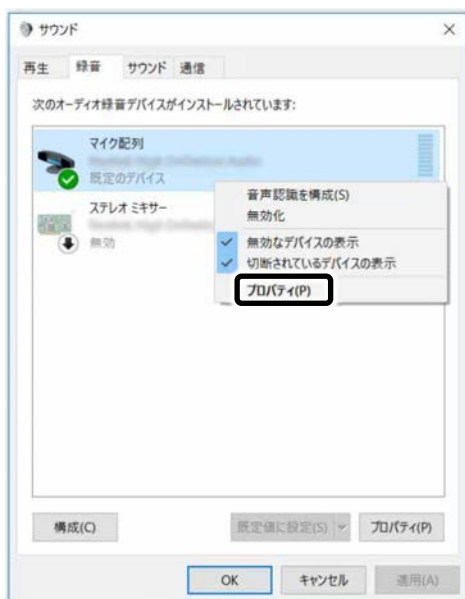 サウンド
再生 録音 サウンド 通信
次のオーディオ録音デバイスがインストールされています:
マイク配列
既定のデバイス
ステレオ ミキサー
無効
音声認識を構成(S)
無効化
無効なデバイスの表示
切断されているデバイスの表示
プロパティ(P)
構成(C) 既定値に設定(S) プロパティ(P)
OK キャンセル 適用(A)